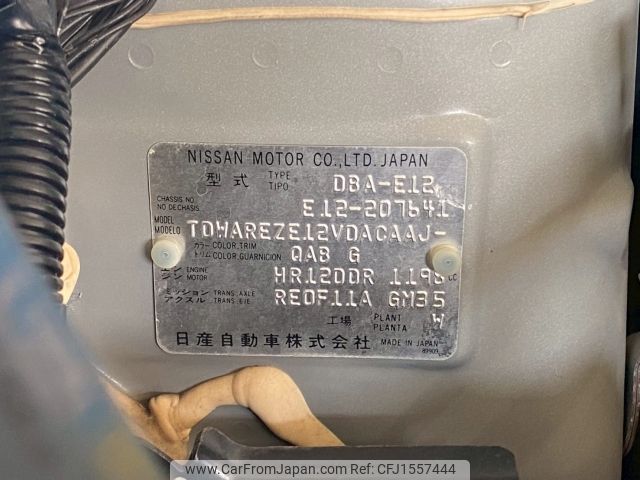 NISSAN MOTOR CO.,LTD. JAPAN
型式 TYPE TIPO DBA-E12
CHASSIS NO. NO DECHASIS E12-207641
MODEL MODELO TDWAREZE12VDACAAJ-
カラー COLOR,TRIM トリム COLOR,GUARNICION QAB G
エンジン ENGINE MOTOR HR12DDR 1198 CC
ミッション アクスル TRANS.,AXLE TRANS.,EJE RE0F11A GM35
工場 PLANT PLANTA W
日産自動車株式会社 MADE IN JAPAN
89909
www.CarFromJapan.com - CFJ1557444